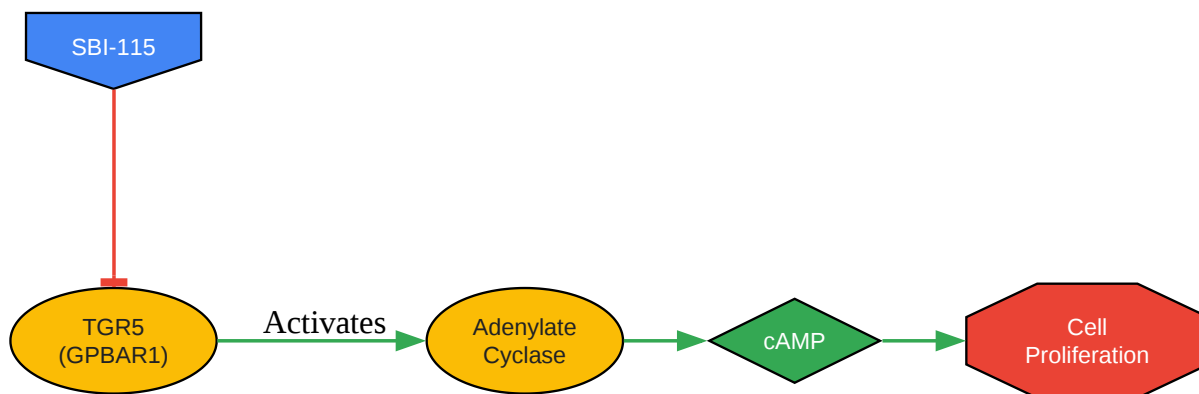 SBI-115
TGR5
(GPBAR1)
Activates
Adenylate
Cyclase
cAMP
Cell
Proliferation